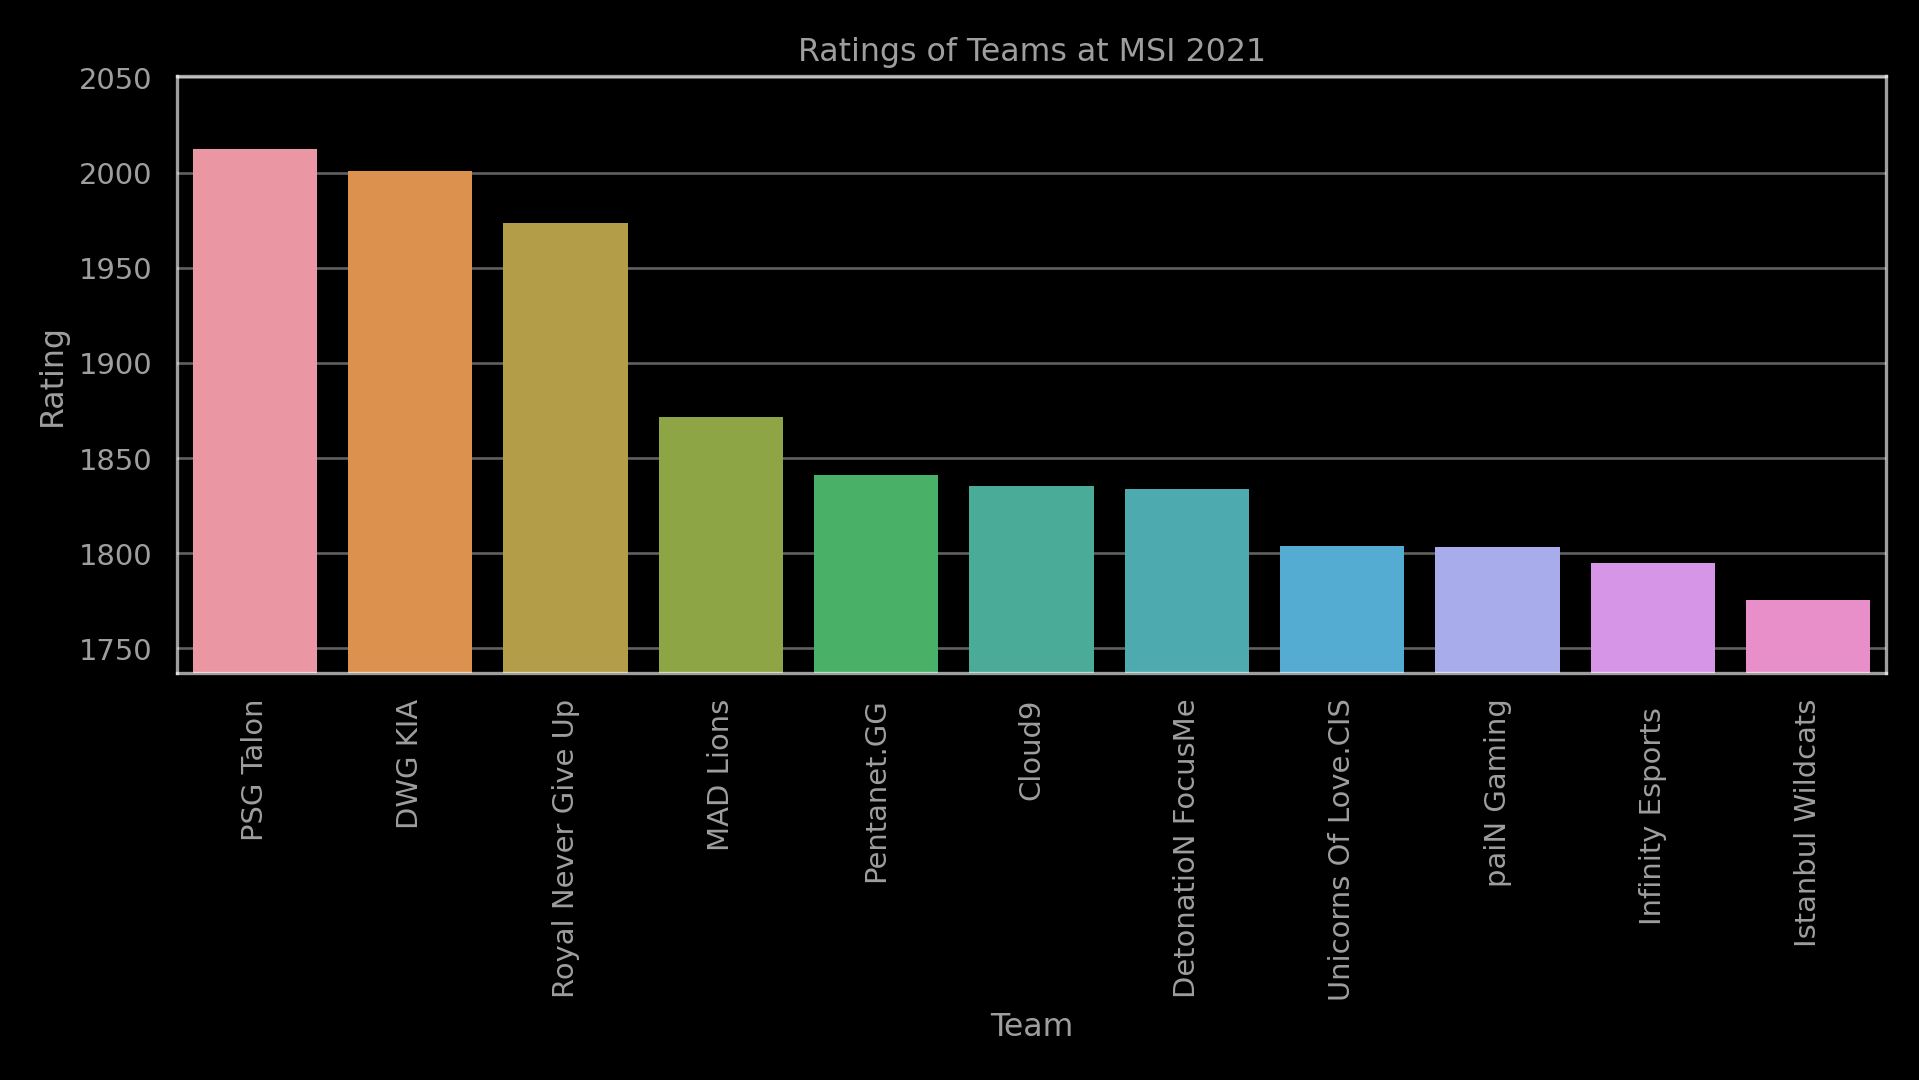 Ratings of Teams at MSI 2021
2050
2000
1950
1900
1850
1800
1750
Rating
PSG Talon
DWG KIA
Royal Never Give Up
MAD Lions
Pentanet.GG
Cloud9
DetonatioN FocusMe
Unicorns Of Love.CIS
paiN Gaming
Infinity Esports
Istanbul Wildcats
Team